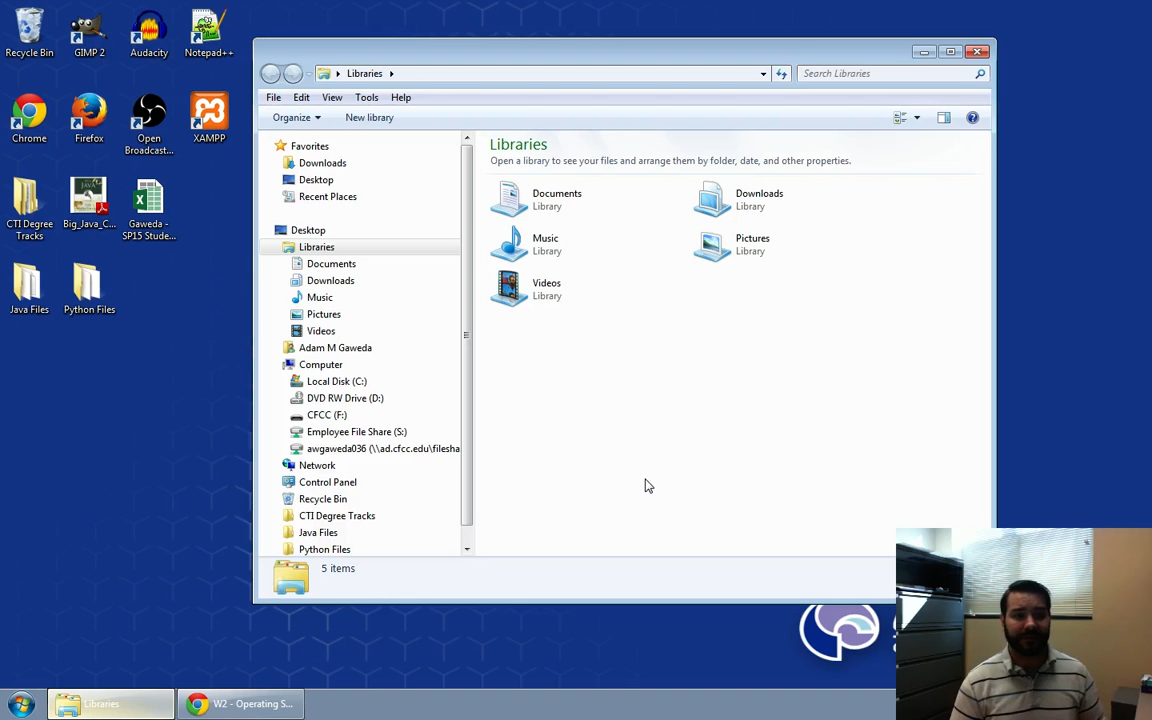 Recycle Bin
GIMP 2
Audacity
Notepad++
Chrome
Firefox
Open
Broadcast...
XAMPP
CTI Degree
Tracks
Big_Java_C...
Gaweda -
SP15 Stude...
Java Files
Python Files
Libraries
Search Libraries
File Edit View Tools Help
Organize New library
Favorites
Downloads
Desktop
Recent Places
Desktop
Libraries
Documents
Downloads
Music
Pictures
Videos
Adam M Gaweda
Computer
Local Disk (C:)
DVD RW Drive (D:)
CFCC (F:)
Employee File Share (S:)
awgaweda036 (\\ad.cfcc.edu\filesha
Network
Control Panel
Recycle Bin
CTI Degree Tracks
Java Files
Python Files
Libraries
Open a library to see your files and arrange them by folder, date, and other properties.
Documents
Library
Downloads
Library
Music
Library
Pictures
Library
Videos
Library
5 items
Libraries
W2 - Operating S...